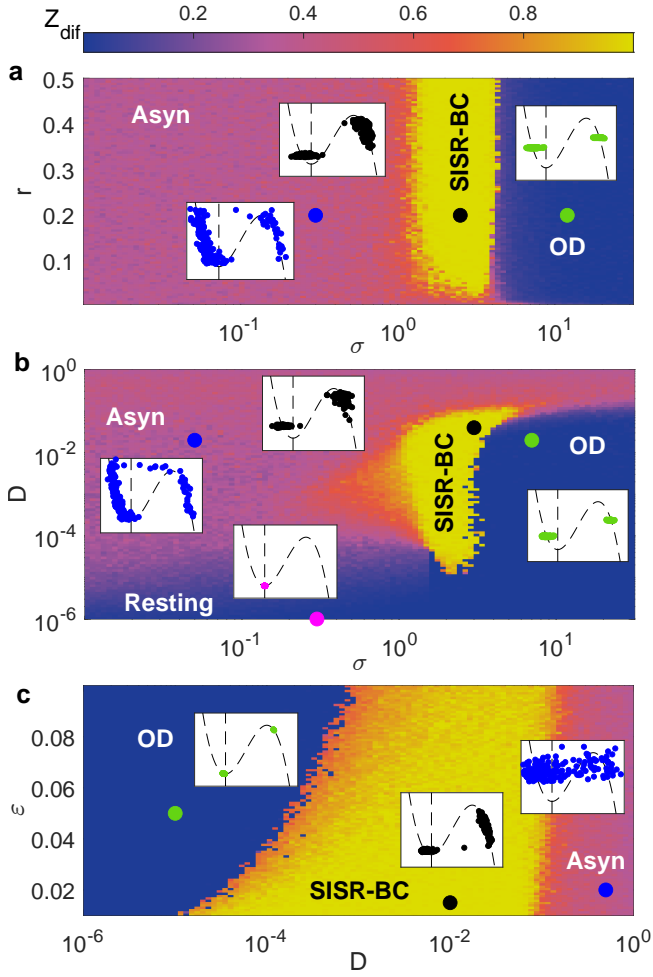 Z_dif
0.2 0.4 0.6 0.8
a
0.5
0.4
0.3
0.2
0.1
r
Asyn
SISR-BC
OD
10^-1 10^0 10^1
σ
b
10^0
10^-2
10^-4
10^-6
D
Asyn
SISR-BC
OD
Resting
10^-1 10^0 10^1
σ
c
0.08
0.06
0.04
0.02
ε
OD
SISR-BC
Asyn
10^-6 10^-4 10^-2 10^0
D